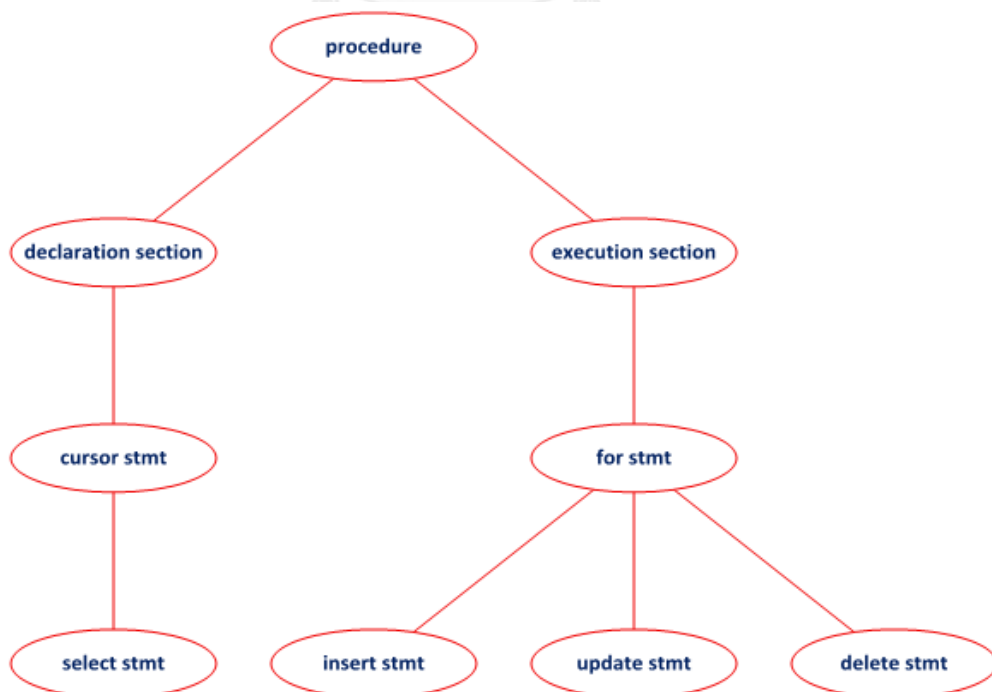 procedure
declaration section
execution section
cursor stmt
for stmt
select stmt
insert stmt
update stmt
delete stmt